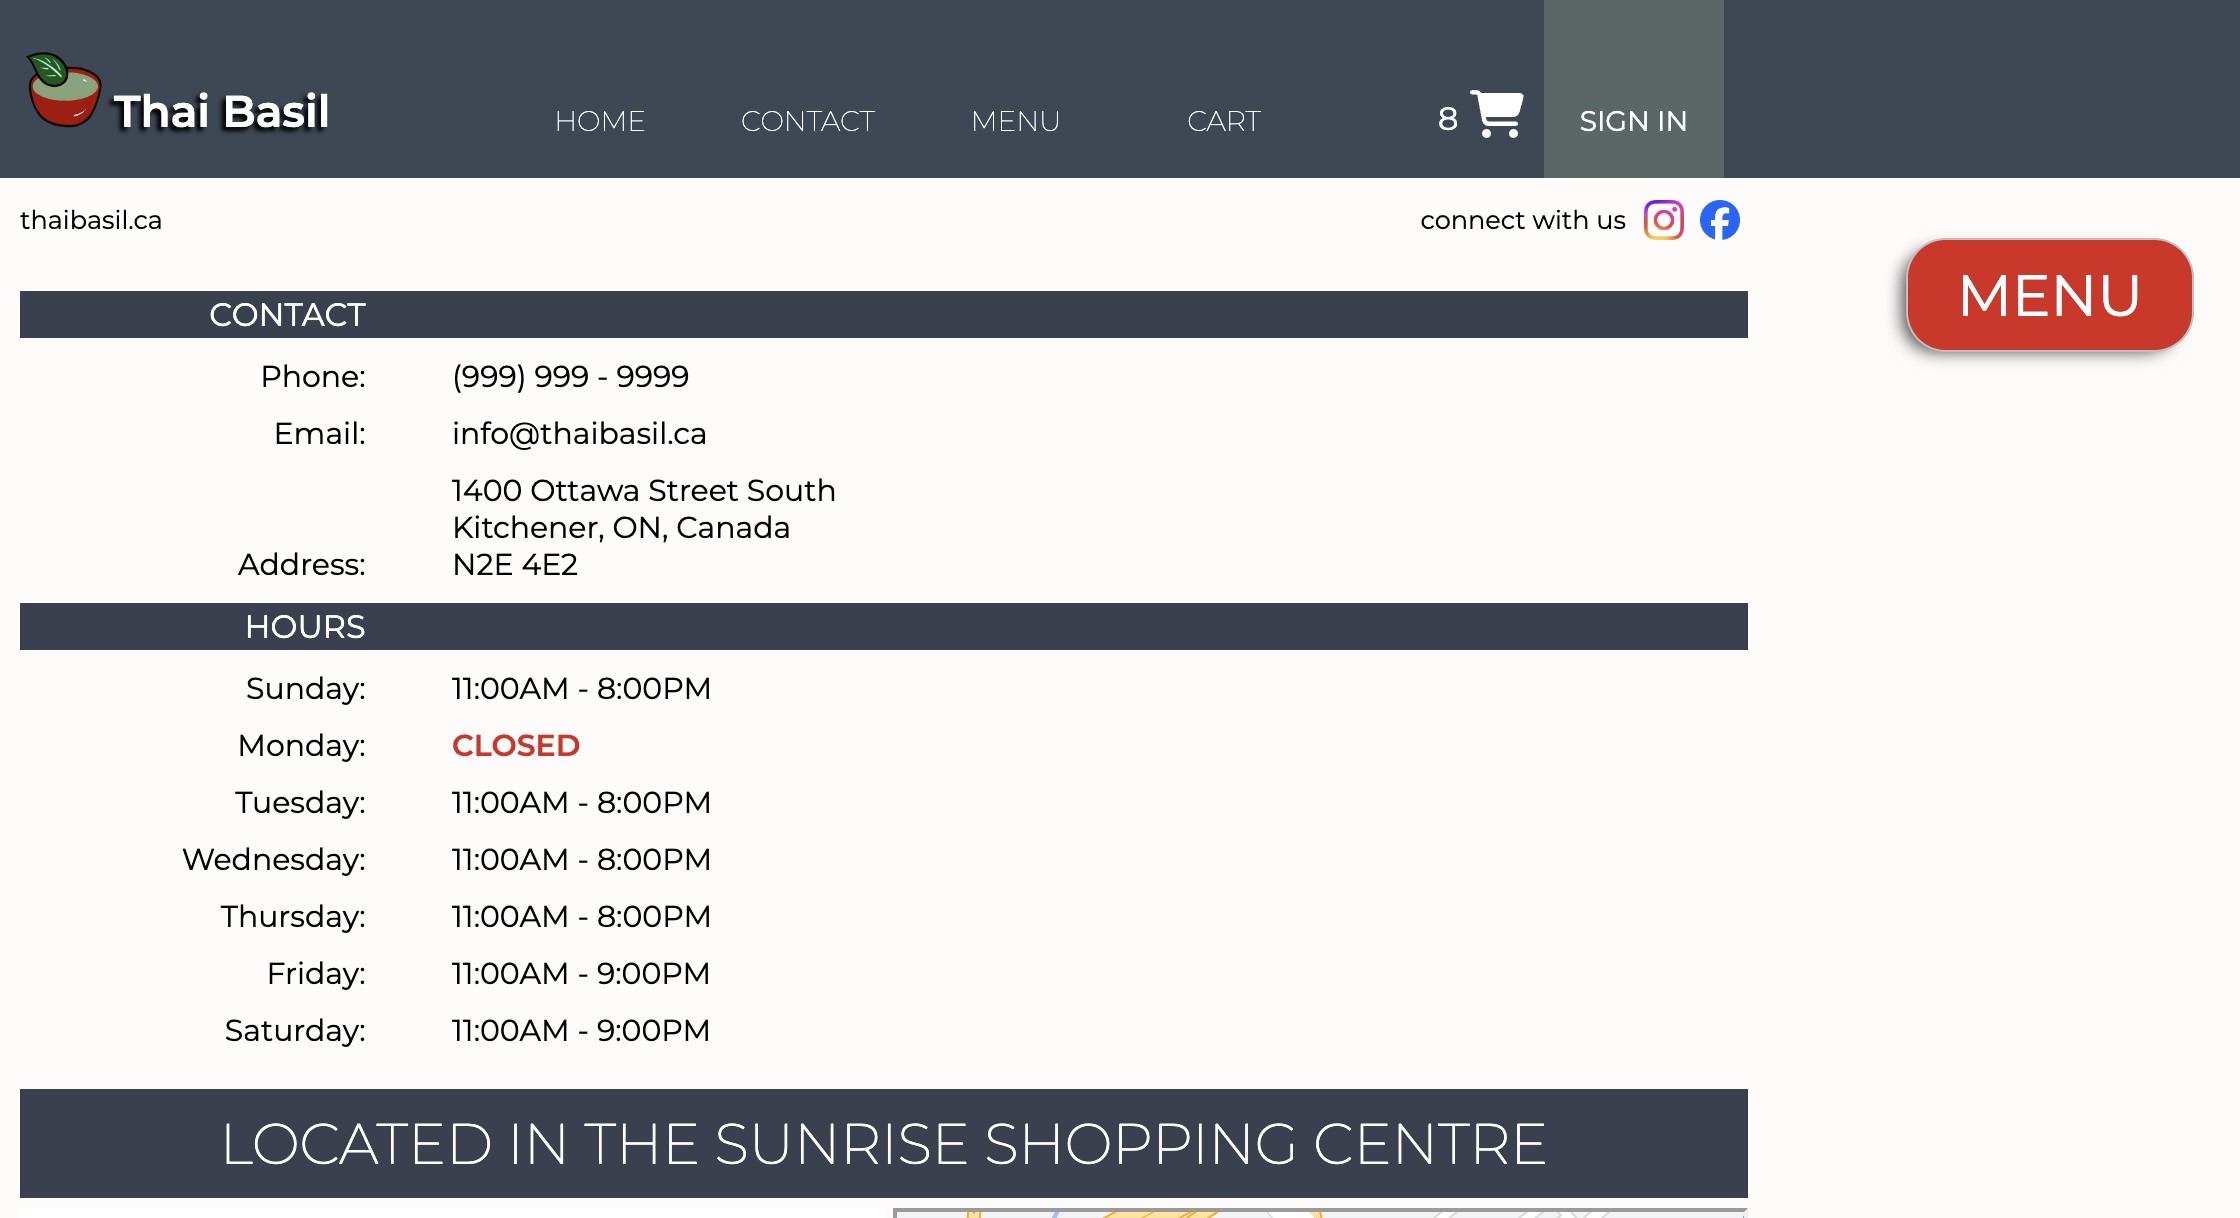 Thai Basil
HOME CONTACT MENU CART 8 SIGN IN
thaibasil.ca
connect with us
MENU
CONTACT
Phone: (999) 999 - 9999
Email: info@thaibasil.ca
1400 Ottawa Street South
Kitchener, ON, Canada
Address: N2E 4E2
HOURS
Sunday: 11:00AM - 8:00PM
Monday: CLOSED
Tuesday: 11:00AM - 8:00PM
Wednesday: 11:00AM - 8:00PM
Thursday: 11:00AM - 8:00PM
Friday: 11:00AM - 9:00PM
Saturday: 11:00AM - 9:00PM
LOCATED IN THE SUNRISE SHOPPING CENTRE